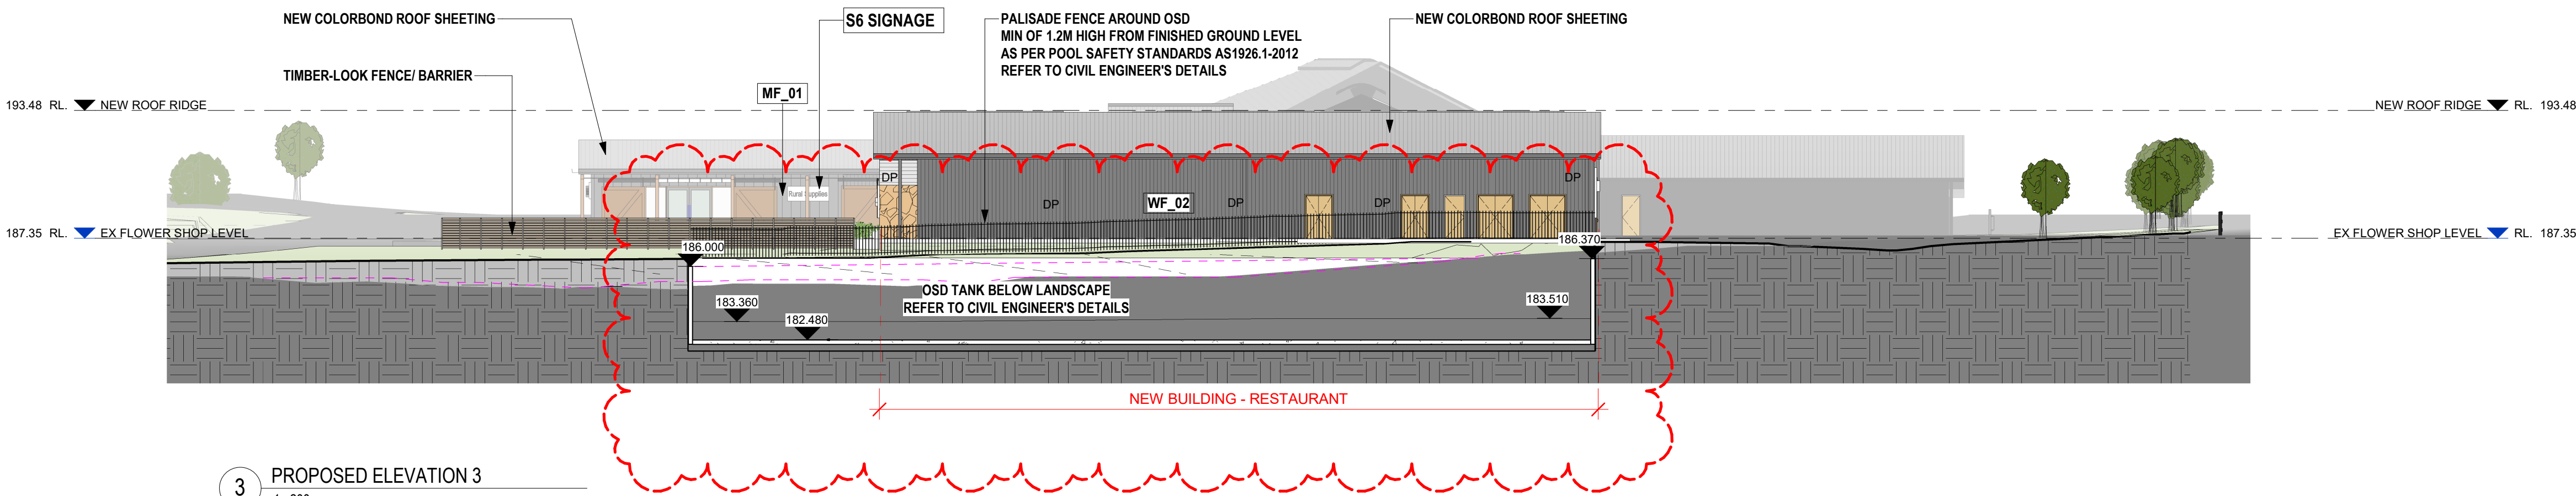 NEW COLORBOND ROOF SHEETING
S6 SIGNAGE
PALISADE FENCE AROUND OSD
MIN OF 1.2M HIGH FROM FINISHED GROUND LEVEL
AS PER POOL SAFETY STANDARDS AS1926.1-2012
REFER TO CIVIL ENGINEER'S DETAILS
NEW COLORBOND ROOF SHEETING
TIMBER-LOOK FENCE/ BARRIER
MF_01
193.48 RL. NEW ROOF RIDGE
NEW ROOF RIDGE RL. 193.48
Rural Supplies
DP
DP
DP
WF_02
DP
DP
187.35 RL. EX FLOWER SHOP LEVEL
EX FLOWER SHOP LEVEL RL. 187.35
186.000
186.370
OSD TANK BELOW LANDSCAPE
REFER TO CIVIL ENGINEER'S DETAILS
183.360
183.510
182.480
NEW BUILDING - RESTAURANT
3 PROPOSED ELEVATION 3